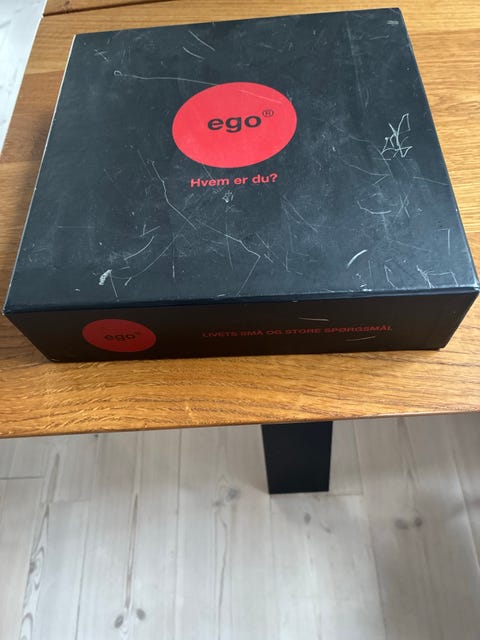 ego®
Hvem er du?
ego®
LIVETS SMÅ OG STORE SPØRGSMÅL